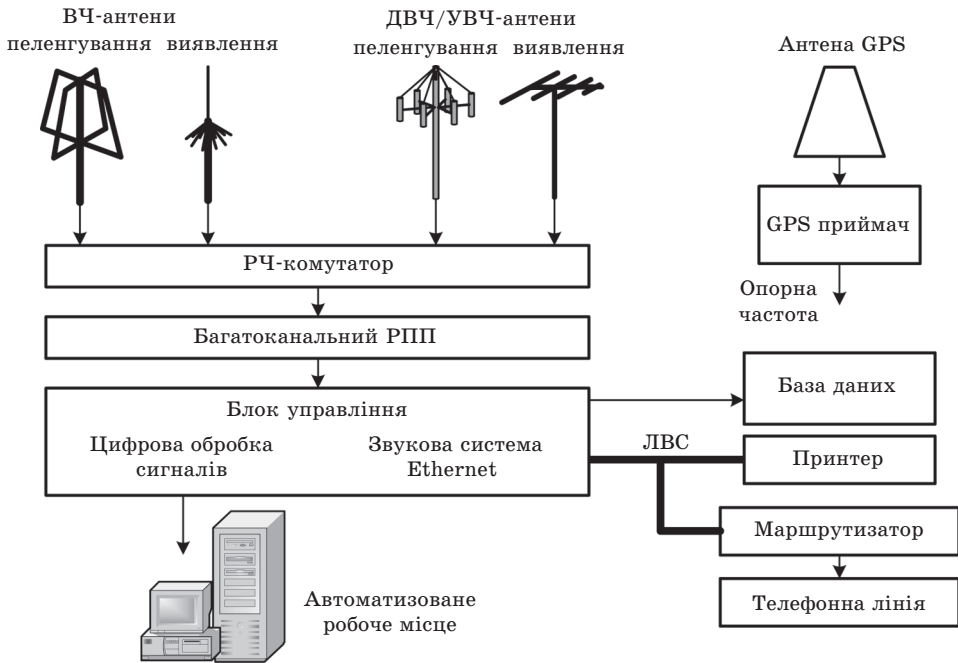 ВЧ-антени
пеленгування виявлення
ДВЧ/УВЧ-антени
пеленгування виявлення
Антена GPS
GPS приймач
Опорна
частота
РЧ-комутатор
Багатоканальний РПП
Блок управління
Цифрова обробка
сигналів
Звукова система
Ethernet
ЛВС
База даних
Принтер
Маршрутизатор
Телефонна лінія
Автоматизоване
робоче місце